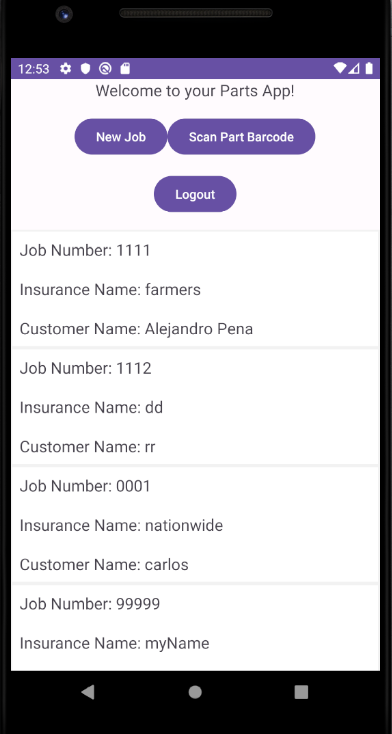 12:53
Welcome to your Parts App!
New Job Scan Part Barcode
Logout
Job Number: 1111
Insurance Name: farmers
Customer Name: Alejandro Pena
Job Number: 1112
Insurance Name: dd
Customer Name: rr
Job Number: 0001
Insurance Name: nationwide
Customer Name: carlos
Job Number: 99999
Insurance Name: myName